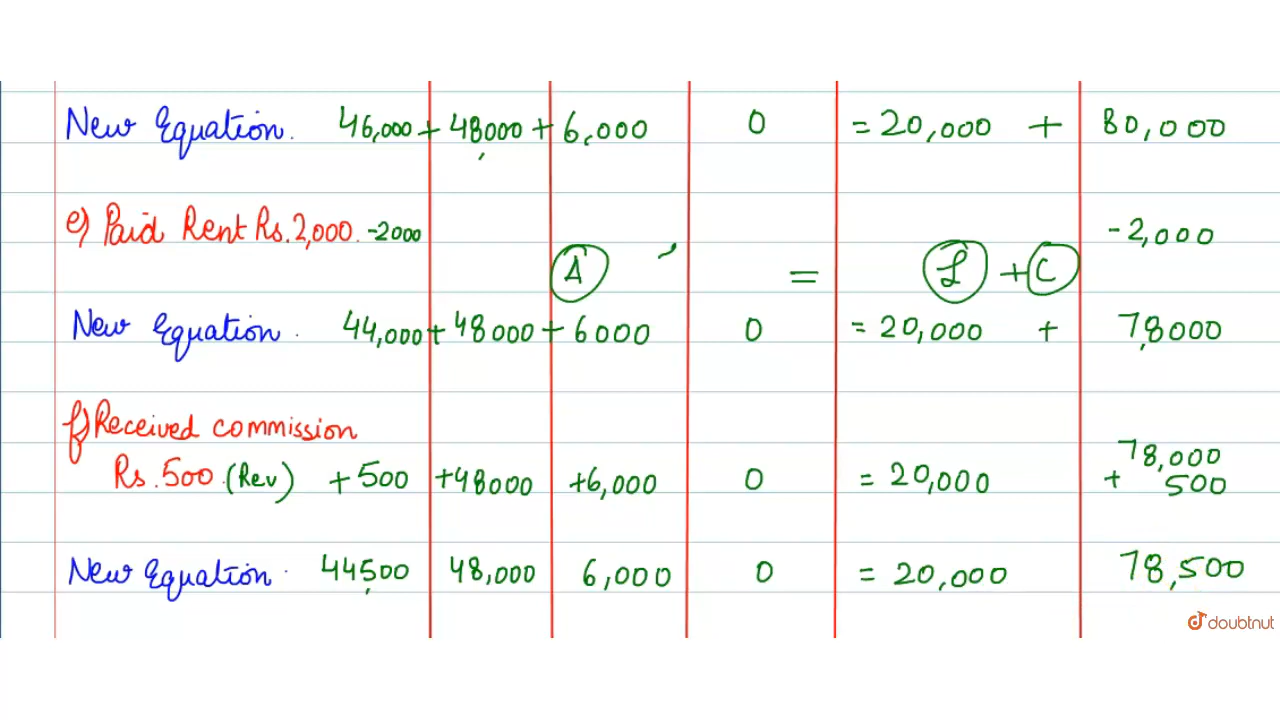 New Equation. 46,000 + 48000 + 6,000 0 = 20,000 + 80,000
e) Paid Rent Rs.2,000. -2000 -2,000
A = L + C
New Equation. 44,000 + 48000 + 6000 0 = 20,000 + 78,000
f) Received commission
78,000
Rs.500. (Rev) +500 +48000 +6,000 0 = 20,000 + 500
New Equation. 44,500 48,000 6,000 0 = 20,000 78,500
doubtnut